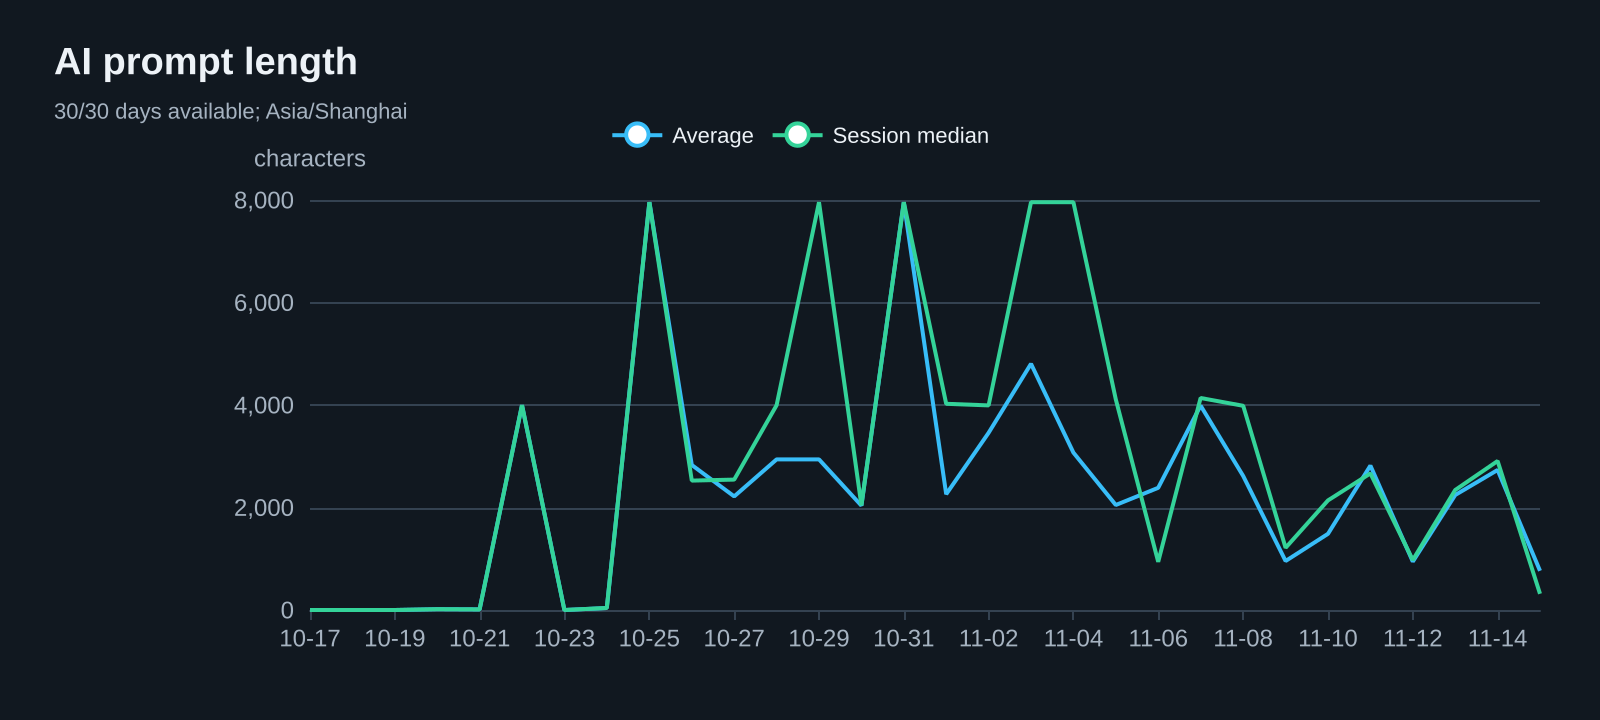 AI prompt length
30/30 days available; Asia/Shanghai
Average Session median
characters
8,000
6,000
4,000
2,000
0
10-17 10-19 10-21 10-23 10-25 10-27 10-29 10-31 11-02 11-04 11-06 11-08 11-10 11-12 11-14